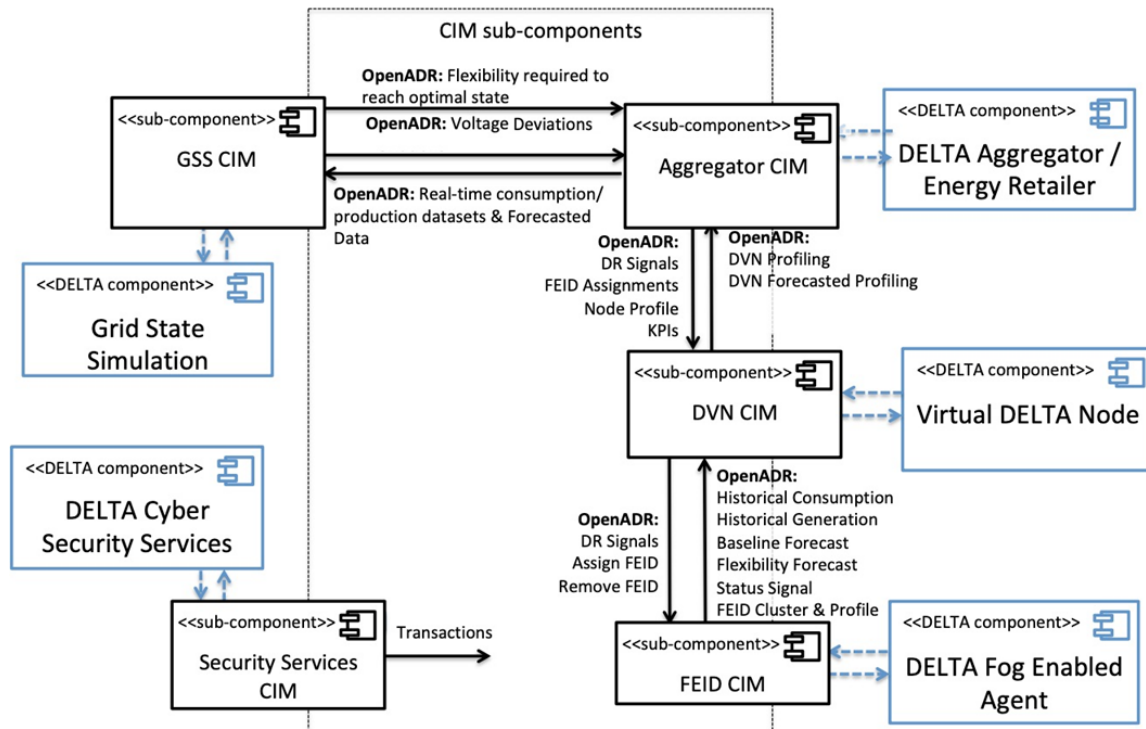 CIM sub-components
OpenADR: Flexibility required to
reach optimal state
<<sub-component>>
GSS CIM
OpenADR: Voltage Deviations
OpenADR: Real-time consumption/
production datasets & Forecasted
Data
<<sub-component>>
Aggregator CIM
<<DELTA component>>
DELTA Aggregator /
Energy Retailer
<<DELTA component>>
Grid State
Simulation
OpenADR:
DR Signals
FEID Assignments
Node Profile
KPIs
OpenADR:
DVN Profiling
DVN Forecasted Profiling
<<sub-component>>
DVN CIM
<<DELTA component>>
Virtual DELTA Node
<<DELTA component>>
DELTA Cyber
Security Services
OpenADR:
DR Signals
Assign FEID
Remove FEID
OpenADR:
Historical Consumption
Historical Generation
Baseline Forecast
Flexibility Forecast
Status Signal
FEID Cluster & Profile
<<sub-component>>
Security Services
CIM
Transactions
<<sub-component>>
FEID CIM
<<DELTA component>>
DELTA Fog Enabled
Agent